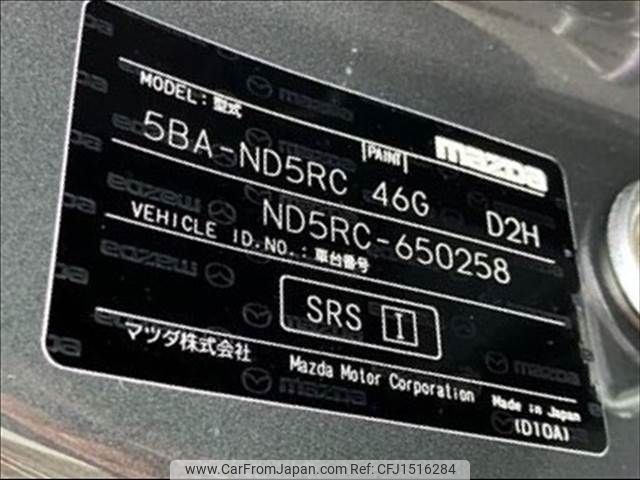 MODEL：型式
[PAINT]
mazda
5BA-ND5RC 46G D2H
ND5RC-650258
VEHICLE ID.NO.：車台番号
SRS I
マツダ株式会社 Mazda Motor Corporation Made in Japan
(D10A)
www.CarFromJapan.com - CFJ1516284